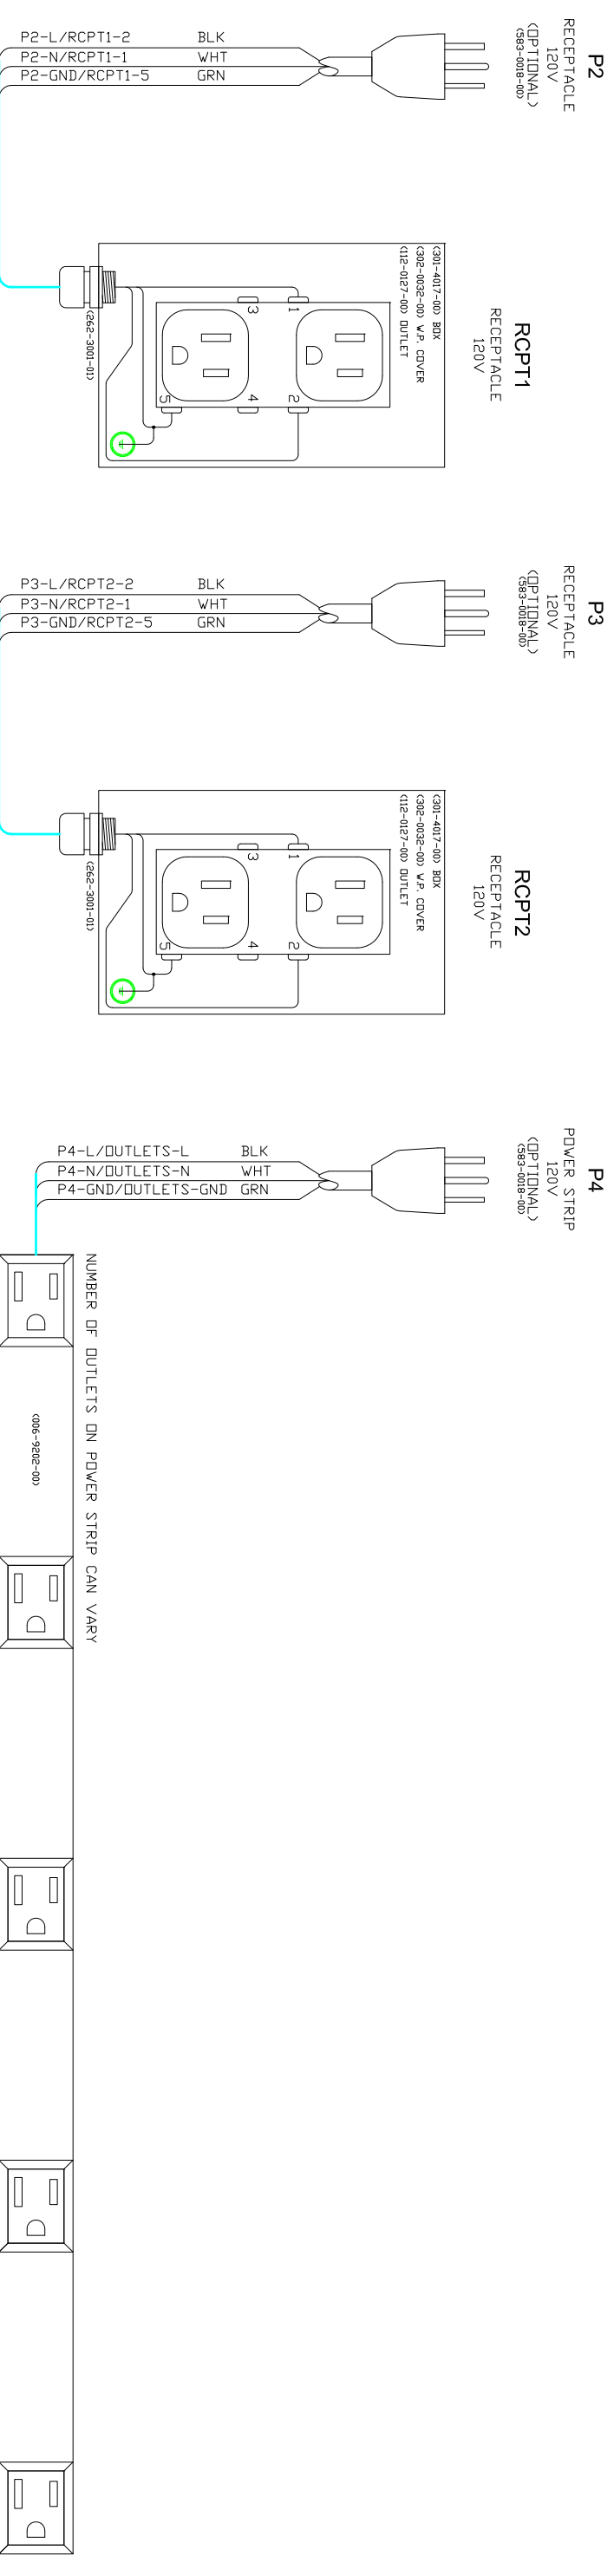 P2
RECEPTACLE
120V
(OPTIONAL)
(583-0018-00)
P2-L/RCPT1-2 BLK
P2-N/RCPT1-1 WHT
P2-GND/RCPT1-5 GRN
RCPT1
RECEPTACLE
120V
(301-4017-00) BOX
(302-0032-00) W.P. COVER
(112-0127-00) OUTLET
1
2
3
4
5
(262-3001-01)
P3
RECEPTACLE
120V
(OPTIONAL)
(583-0018-00)
P3-L/RCPT2-2 BLK
P3-N/RCPT2-1 WHT
P3-GND/RCPT2-5 GRN
RCPT2
RECEPTACLE
120V
(301-4017-00) BOX
(302-0032-00) W.P. COVER
(112-0127-00) OUTLET
1
2
3
4
5
(262-3001-01)
P4
POWER STRIP
120V
(OPTIONAL)
(583-0018-00)
P4-L/OUTLETS-L BLK
P4-N/OUTLETS-N WHT
P4-GND/OUTLETS-GND GRN
NUMBER OF OUTLETS ON POWER STRIP CAN VARY
(006-9202-00)